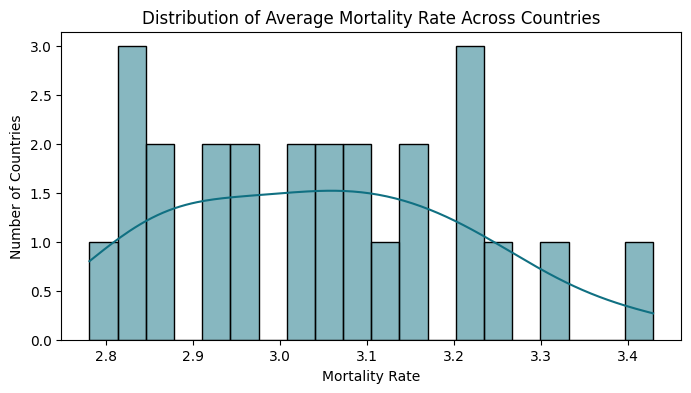 Distribution of Average Mortality Rate Across Countries
Number of Countries
3.0
2.5
2.0
1.5
1.0
0.5
0.0
2.8 2.9 3.0 3.1 3.2 3.3 3.4
Mortality Rate